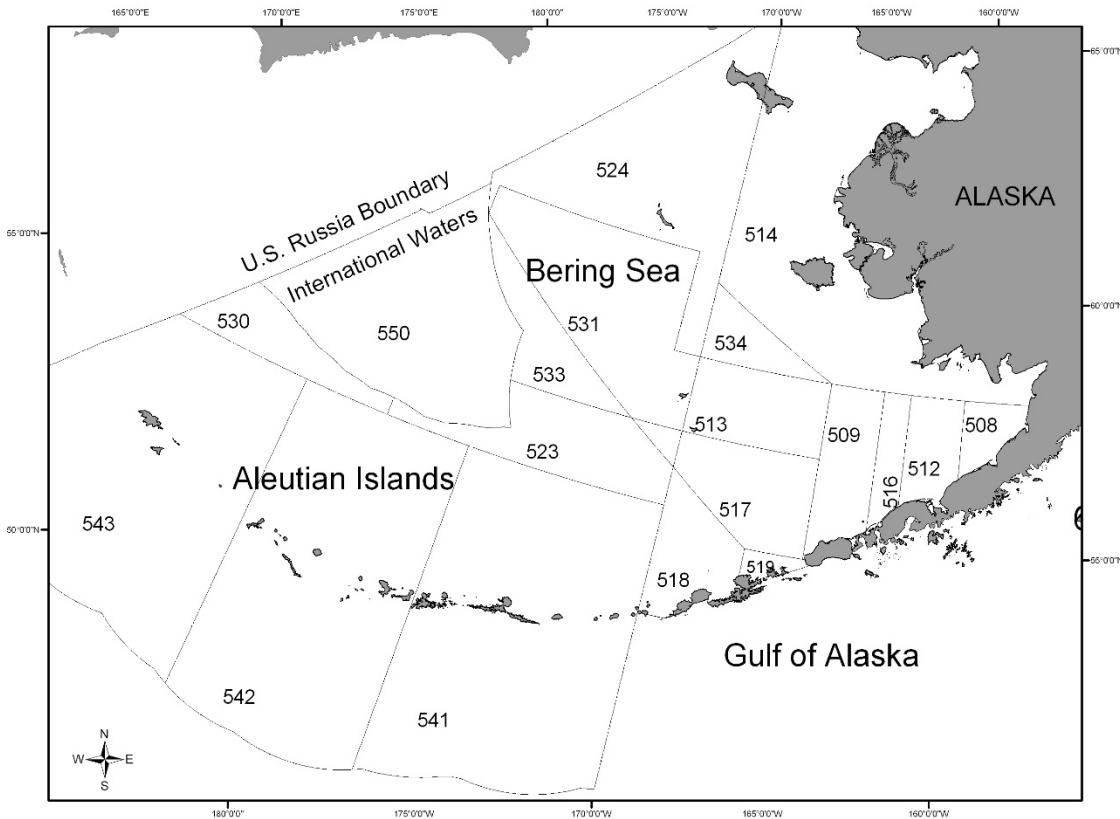 165°0'0"E 170°0'0"E 175°0'0"E 180°0'0" 175°0'0"W 170°0'0"W 165°0'0"W 160°0'0"W
65°0'0"N
524
ALASKA
U.S. Russia Boundary
514
55°0'0"N
International Waters
Bering Sea
60°0'0"N
530
531
550
534
533
513
508
509
523
512
Aleutian Islands
516
517
543
50°0'0"N
55°0'0"N
519
518
Gulf of Alaska
542
541
N
W E
S
180°0'0" 175°0'0"W 170°0'0"W 165°0'0"W 160°0'0"W